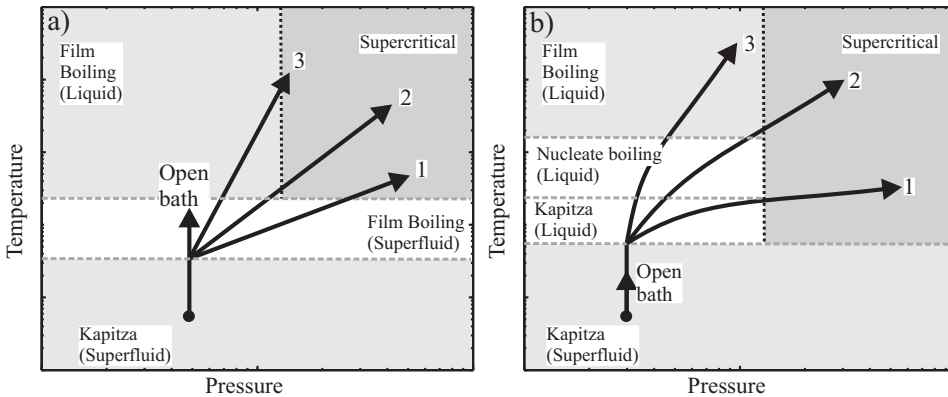 a)
Film
Boiling
(Liquid)
Supercritical
3
2
1
Open
bath
Film Boiling
(Superfluid)
Kapitza
(Superfluid)
Temperature
Pressure
b)
Film
Boiling
(Liquid)
Supercritical
3
2
Nucleate boiling
(Liquid)
1
Kapitza
(Liquid)
Open
bath
Kapitza
(Superfluid)
Temperature
Pressure